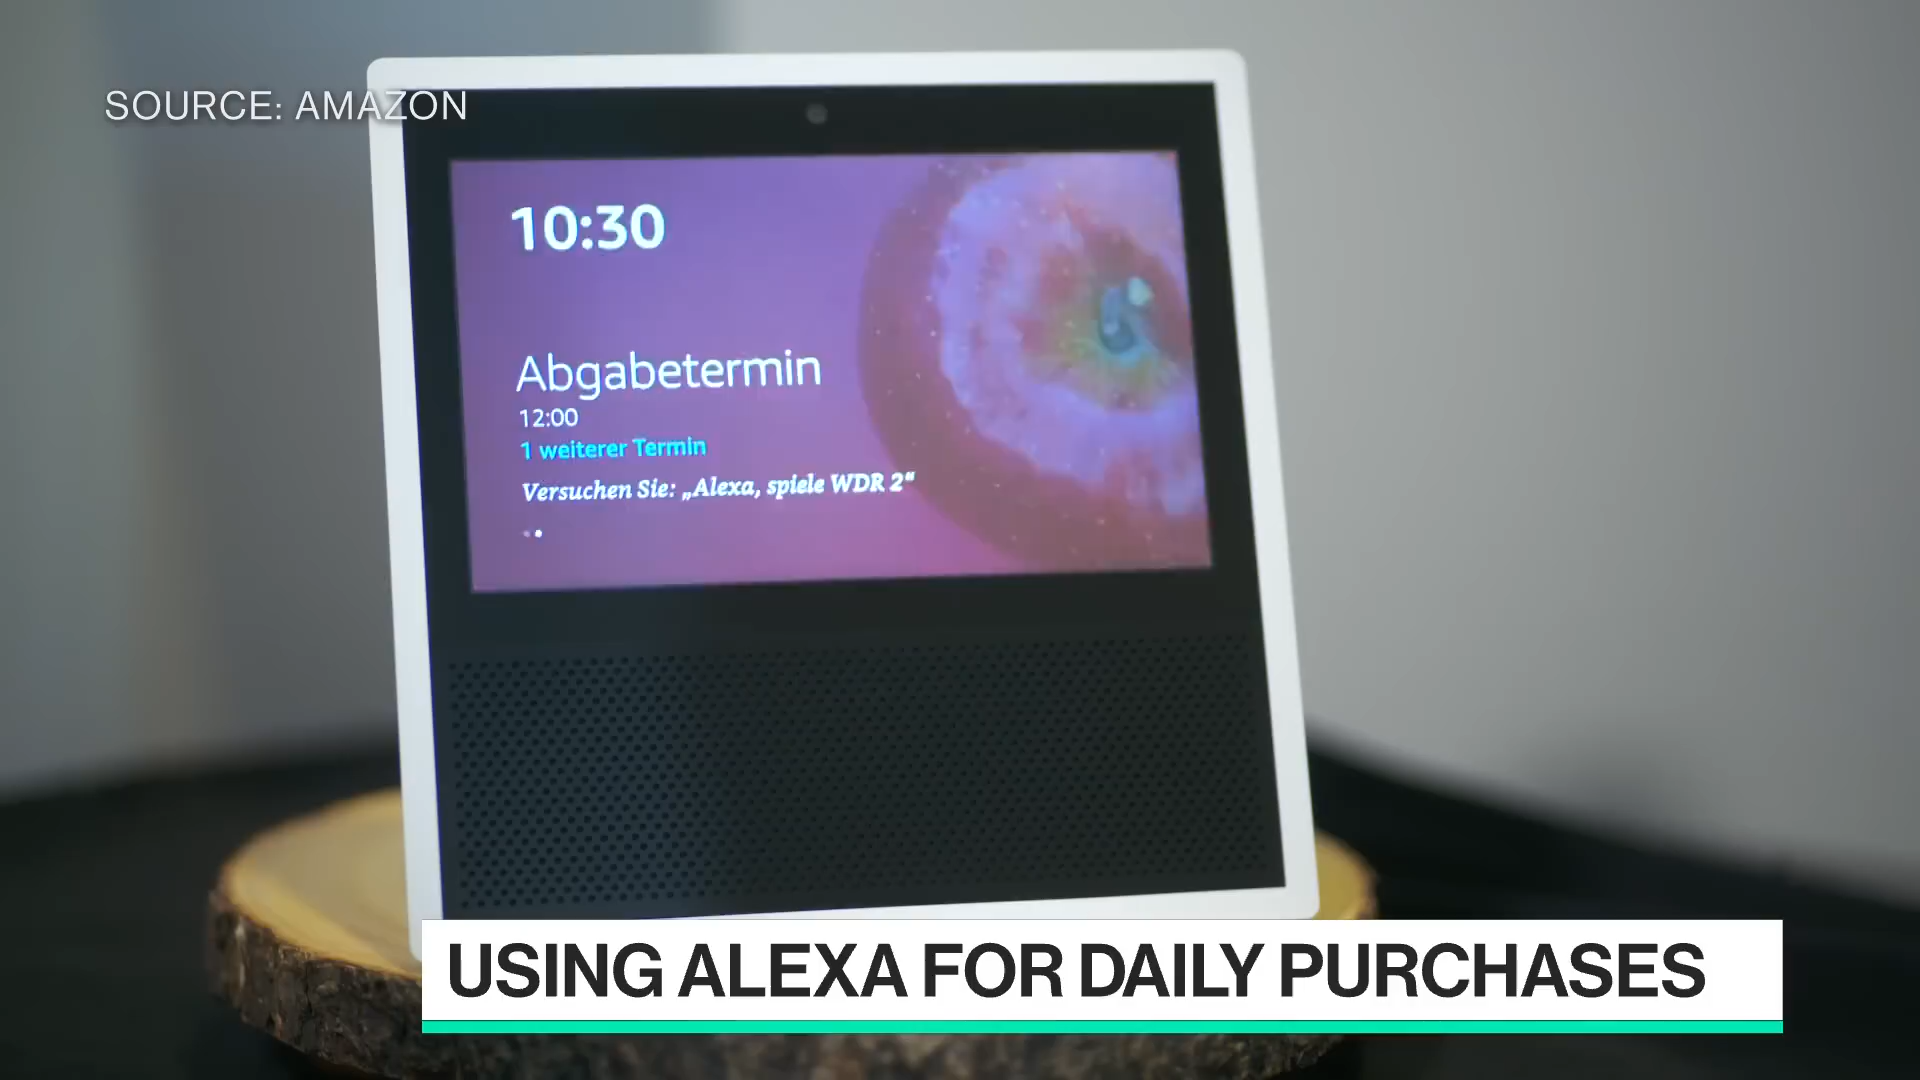 SOURCE: AMAZON
10:30
Abgabetermin
12:00
1 weiterer Termin
Versuchen Sie: „Alexa, spiele WDR 2“
USING ALEXA FOR DAILY PURCHASES